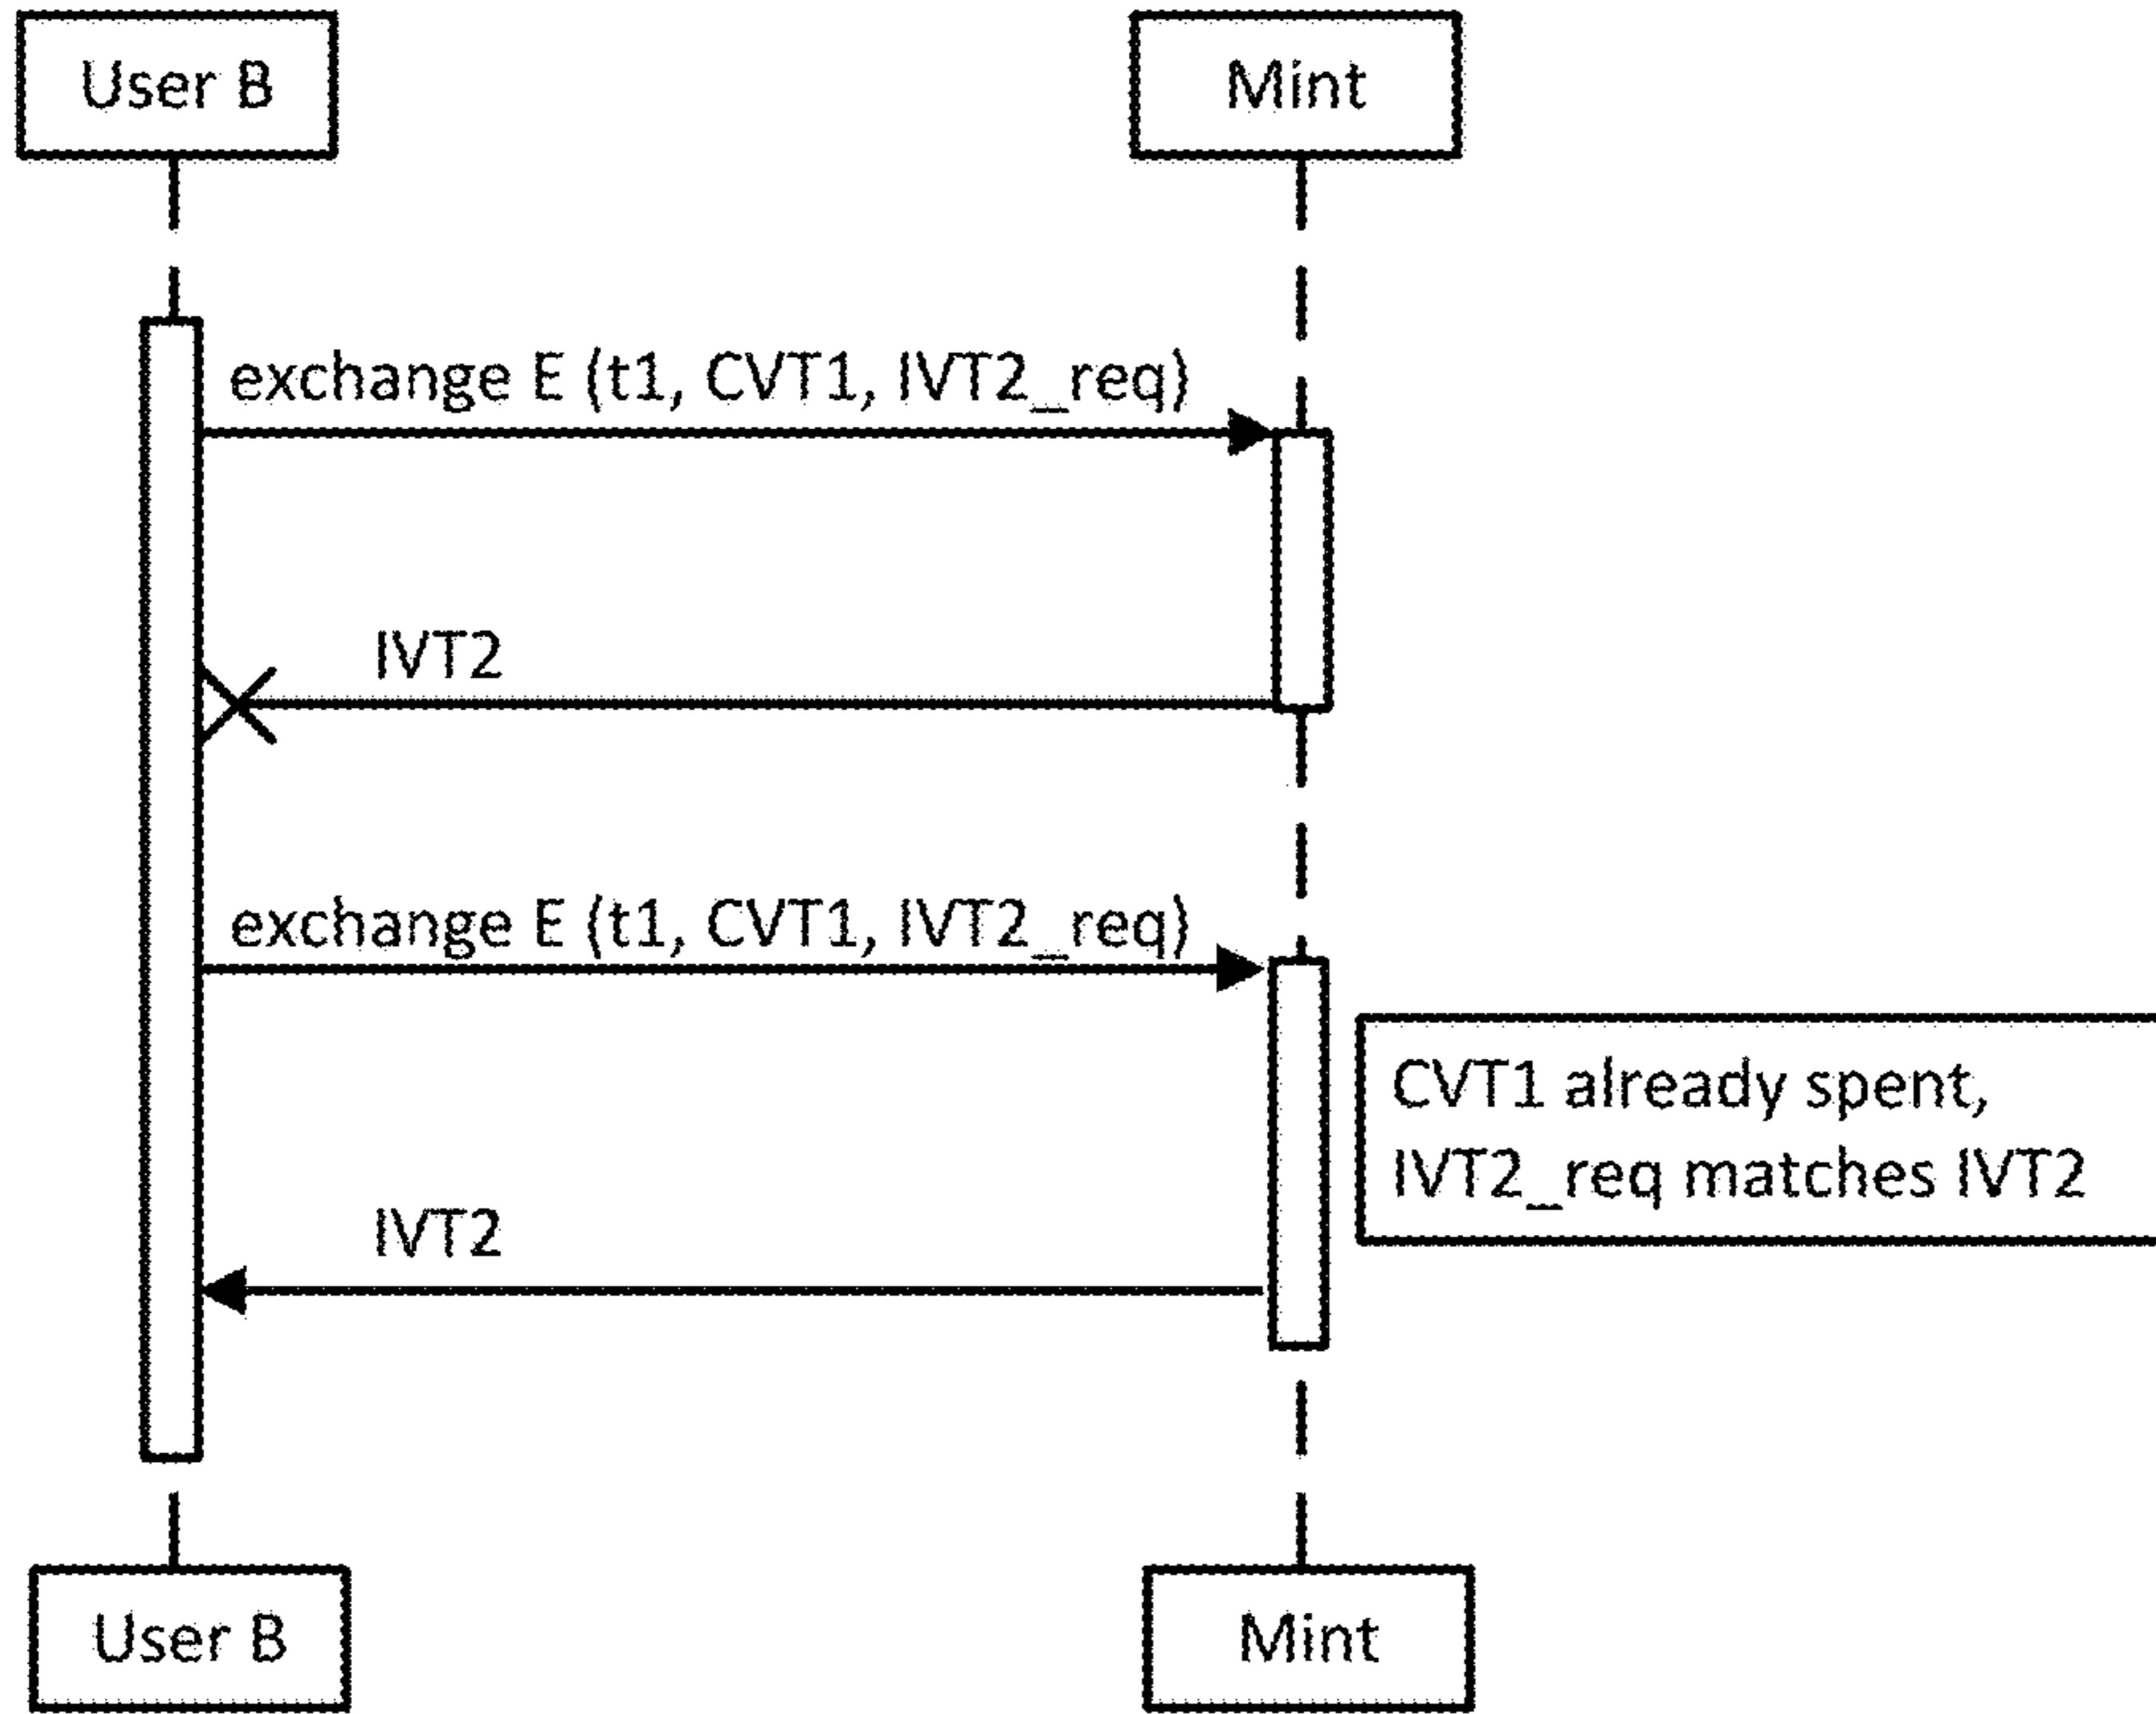 User B
Mint
exchange E (t1, CVT1, IVT2_req)
IVT2
exchange E (t1, CVT1, IVT2_req)
CVT1 already spent,
IVT2_req matches IVT2
IVT2
User B
Mint